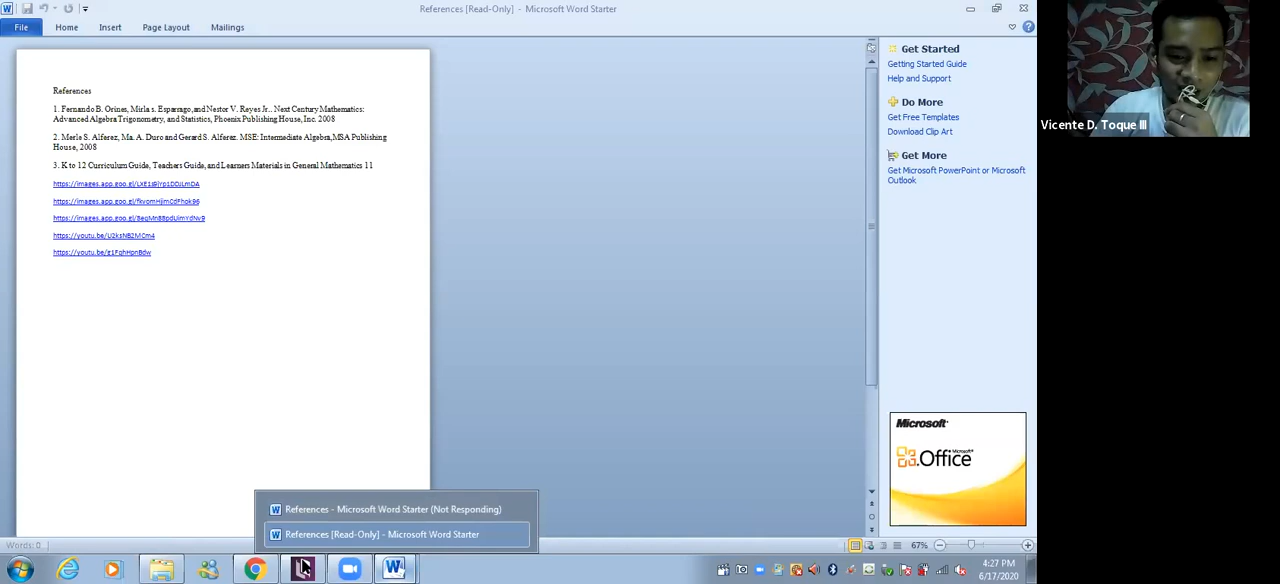 References [Read-Only] - Microsoft Word Starter
File Home Insert Page Layout Mailings
References
1. Fernando B. Orines, Mirla s. Esparrago,and Nestor V. Reyes Jr.. Next Century Mathematics:
Advanced Algebra Trigonometry, and Statistics, Phoenix Publishing House, Inc. 2008
2. Merle S. Alferez, Ma. A. Duro and Gerard S. Alferez. MSE: Intermediate Algebra,MSA Publishing
House, 2008
3. K to 12 Curriculum Guide, Teachers Guide, and Learners Materials in General Mathematics 11
Get Started
Getting Started Guide
Help and Support
Do More
Get Free Templates
Download Clip Art
Get More
Get Microsoft PowerPoint or Microsoft
Outlook
Microsoft
Office
Vicente D. Toque III
References - Microsoft Word Starter (Not Responding)
References [Read-Only] - Microsoft Word Starter
Words: 0
67%
4:27 PM
6/17/2020